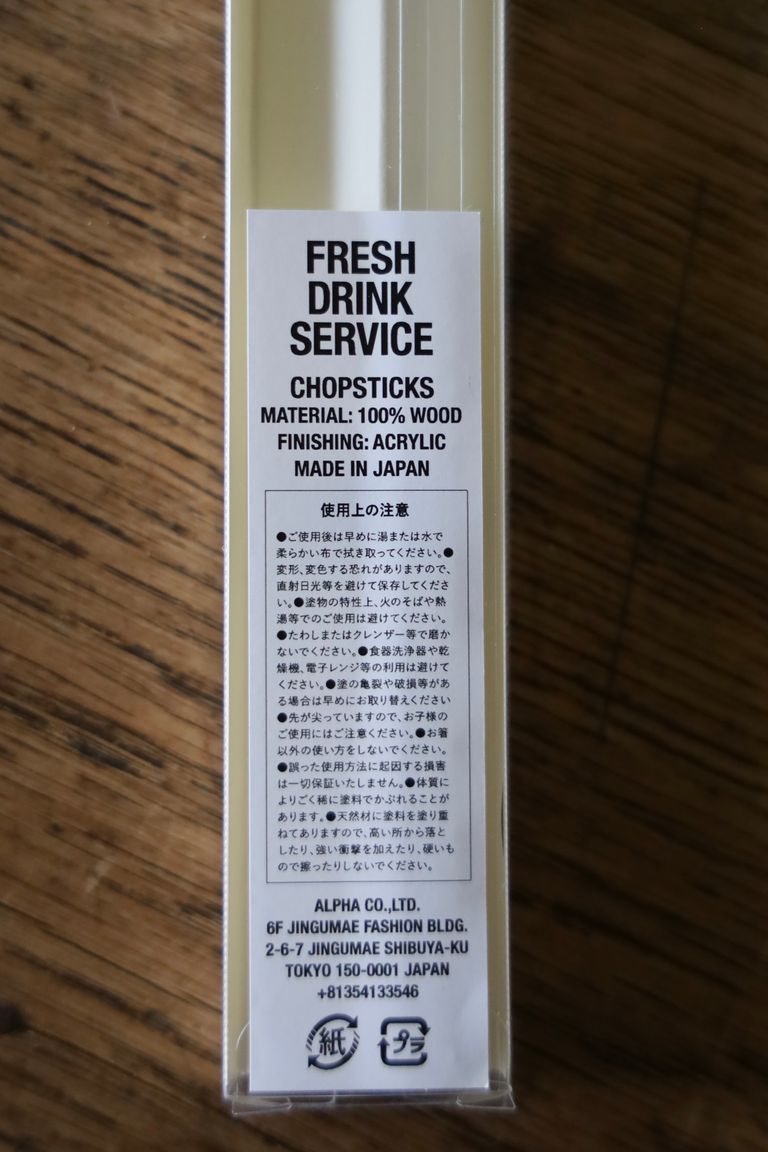 FRESH
DRINK
SERVICE
CHOPSTICKS
MATERIAL: 100% WOOD
FINISHING: ACRYLIC
MADE IN JAPAN
使用上の注意
●ご使用後は早めに湯または水で
柔らかい布で拭き取ってください。●
変形、変色する恐れがありますので、
直射日光等を避けて保存してくださ
い。●塗物の特性上、火のそばや熱
湯等でのご使用は避けてください。
●たわしまたはクレンザー等で磨か
ないでください。●食器洗浄器や乾
燥機、電子レンジ等の利用は避けて
ください。●塗の亀裂や破損等があ
る場合は早めにお取り替えください
●先が尖っていますので、お子様の
ご使用にはご注意ください。●お箸
以外の使い方をしないでください。
●誤った使用方法に起因する損害
は一切保証いたしません。●体質に
よりごく稀に塗料でかぶれることが
あります。●天然材に塗料を塗り重
ねてありますので、高い所から落と
したり、強い衝撃を加えたり、硬いも
ので擦ったりしないでください。
ALPHA CO.,LTD.
6F JINGUMAE FASHION BLDG.
2-6-7 JINGUMAE SHIBUYA-KU
TOKYO 150-0001 JAPAN
+81354133546
紙 プラ